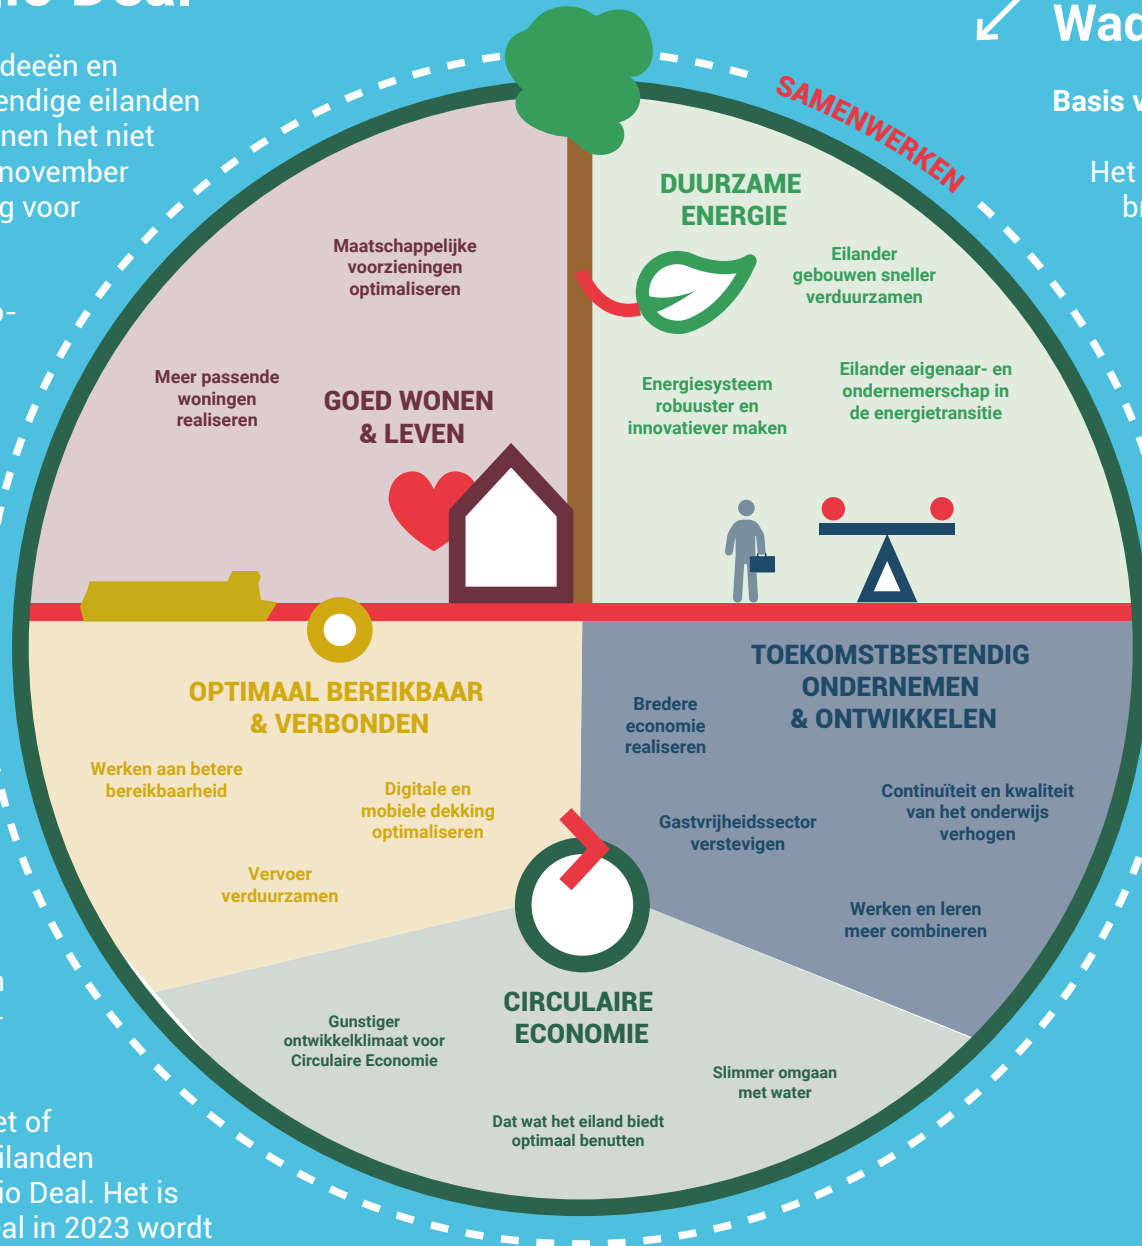 Deal
deeën en
eilanden
het niet
november
voor
SAMENWERKEN
Basis
Het
Maatschappelijke
voorzieningen
optimaliseren
Meer passende
woningen
realiseren
GOED WONEN
& LEVEN
DUURZAME
ENERGIE
Eilander
gebouwen sneller
verduurzamen
Energiesysteem
robuuster en
innovatiever maken
Eilander eigenaar- en
ondernemerschap in
de energietransitie
OPTIMAAL BEREIKBAAR
& VERBONDEN
Werken aan betere
bereikbaarheid
Digitale en
mobiele dekking
optimaliseren
Vervoer
verduurzamen
TOEKOMSTBESTENDIG
ONDERNEMEN
& ONTWIKKELEN
Bredere
economie
realiseren
Gastvrijheidssector
verstevigen
Continuïteit en kwaliteit
van het onderwijs
verhogen
Werken en leren
meer combineren
CIRCULAIRE
ECONOMIE
Gunstiger
ontwikkelklimaat voor
Circulaire Economie
Slimmer omgaan
met water
Dat wat het eiland biedt
optimaal benutten
et of
ilanden
io Deal. Het is
al in 2023 wordt